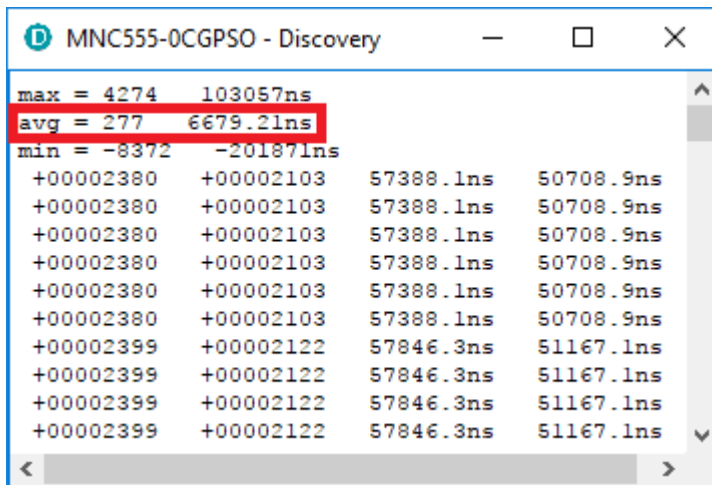 MNC555-0CGPSO - Discovery
max = 4274 103057ns
avg = 277 6679.21ns
min = -8372 -201871ns
+00002380 +00002103 57388.1ns 50708.9ns
+00002380 +00002103 57388.1ns 50708.9ns
+00002380 +00002103 57388.1ns 50708.9ns
+00002380 +00002103 57388.1ns 50708.9ns
+00002380 +00002103 57388.1ns 50708.9ns
+00002380 +00002103 57388.1ns 50708.9ns
+00002399 +00002122 57846.3ns 51167.1ns
+00002399 +00002122 57846.3ns 51167.1ns
+00002399 +00002122 57846.3ns 51167.1ns
+00002399 +00002122 57846.3ns 51167.1ns